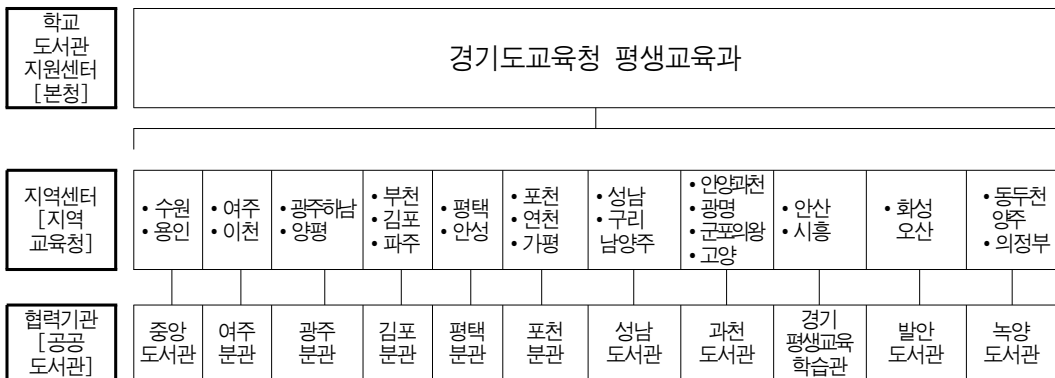 학교
도서관
지원센터
[본청]
경기도교육청 평생교육과
지역센터
[지역
교육청]
• 수원
• 용인
• 여주
• 이천
• 광주하남
• 양평
• 부천
• 김포
• 파주
• 평택
• 안성
• 포천
• 연천
• 가평
• 성남
• 구리
남양주
• 안양과천
• 광명
• 군포의왕
• 고양
• 안산
• 시흥
• 화성
오산
• 동두천
양주
• 의정부
협력기관
[공공
도서관]
중앙
도서관
여주
분관
광주
분관
김포
분관
평택
분관
포천
분관
성남
도서관
과천
도서관
경기
평생교육
학습관
발안
도서관
녹양
도서관